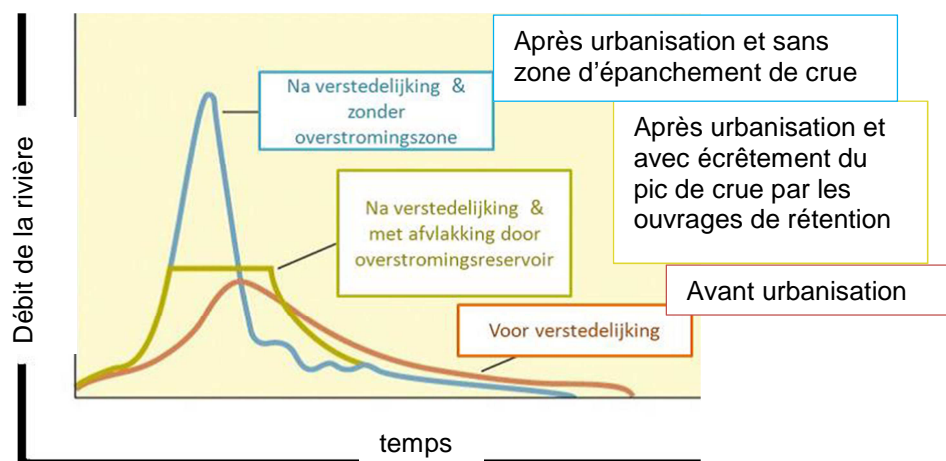 Après urbanisation et sans
zone d'épanchement de crue
Na verstedelijking &
zonder
overstromingszone
Après urbanisation et
avec écrêtement du
pic de crue par les
ouvrages de rétention
Na verstedelijking &
met afvlakking door
overstromingsreservoir
Avant urbanisation
Voor verstedelijking
Débit de la rivière
temps